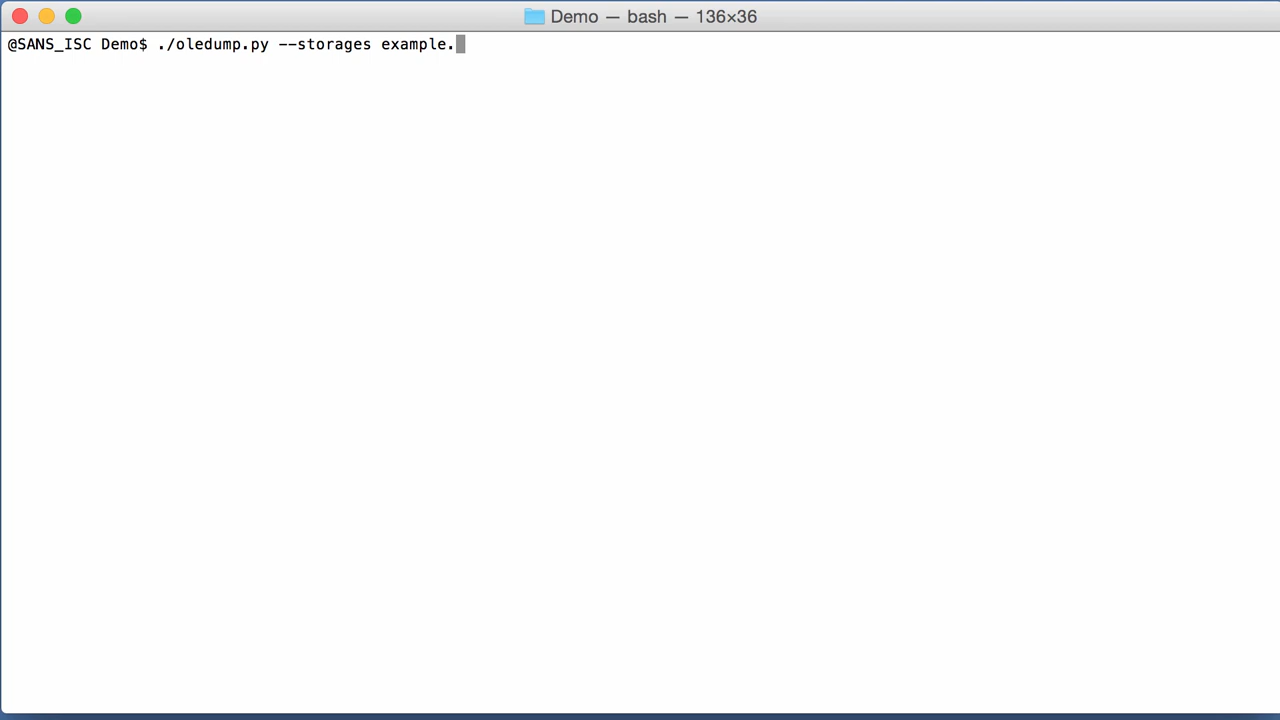 Demo — bash — 136×36
@SANS_ISC Demo$ ./oledump.py --storages example.